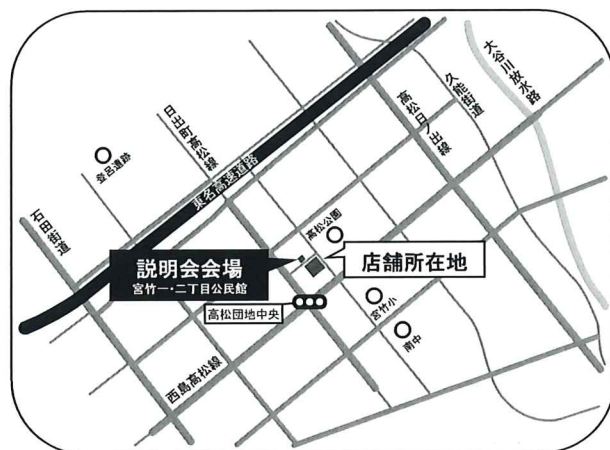 大谷川放水路
久能街道
高松日ノ出線
日出町高松線
登呂遺跡
東名高速道路
石田街道
高松公園
説明会会場
宮竹一・二丁目公民館
店舗所在地
高松団地中央
宮竹小
南中
西島高松線